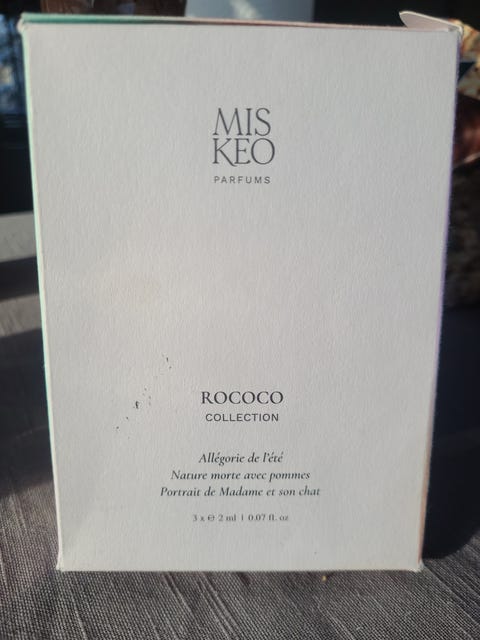 MIS
KEO
PARFUMS
ROCOCO
COLLECTION
Allégorie de l'été
Nature morte avec pommes
Portrait de Madame et son chat
3 x ℮ 2 ml | 0.07 fl. oz